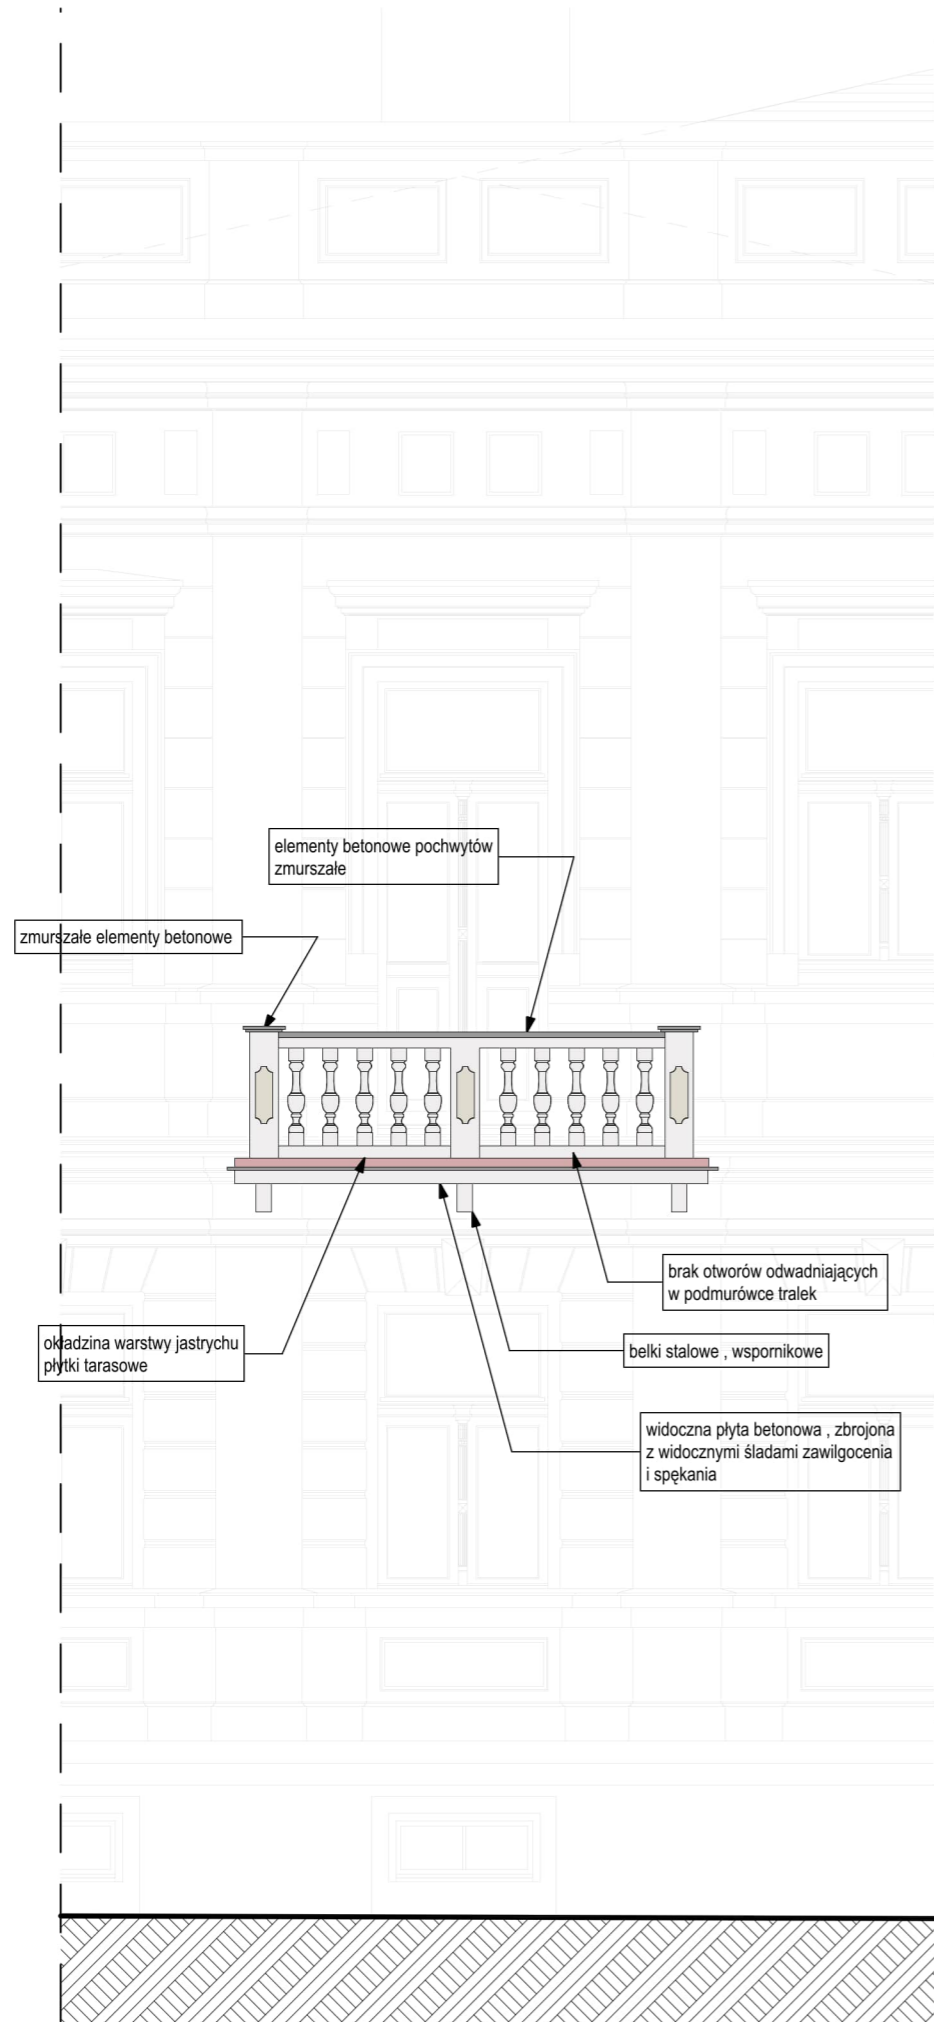 elementy betonowe pochwytów
zmurszałe
zmurszałe elementy betonowe
brak otworów odwadniających
w podmurówce tralek
okładzina warstwy jastrychu
płytki tarasowe
belki stalowe , wspornikowe
widoczna płyta betonowa , zbrojona
z widocznymi śladami zawilgocenia
i spękania